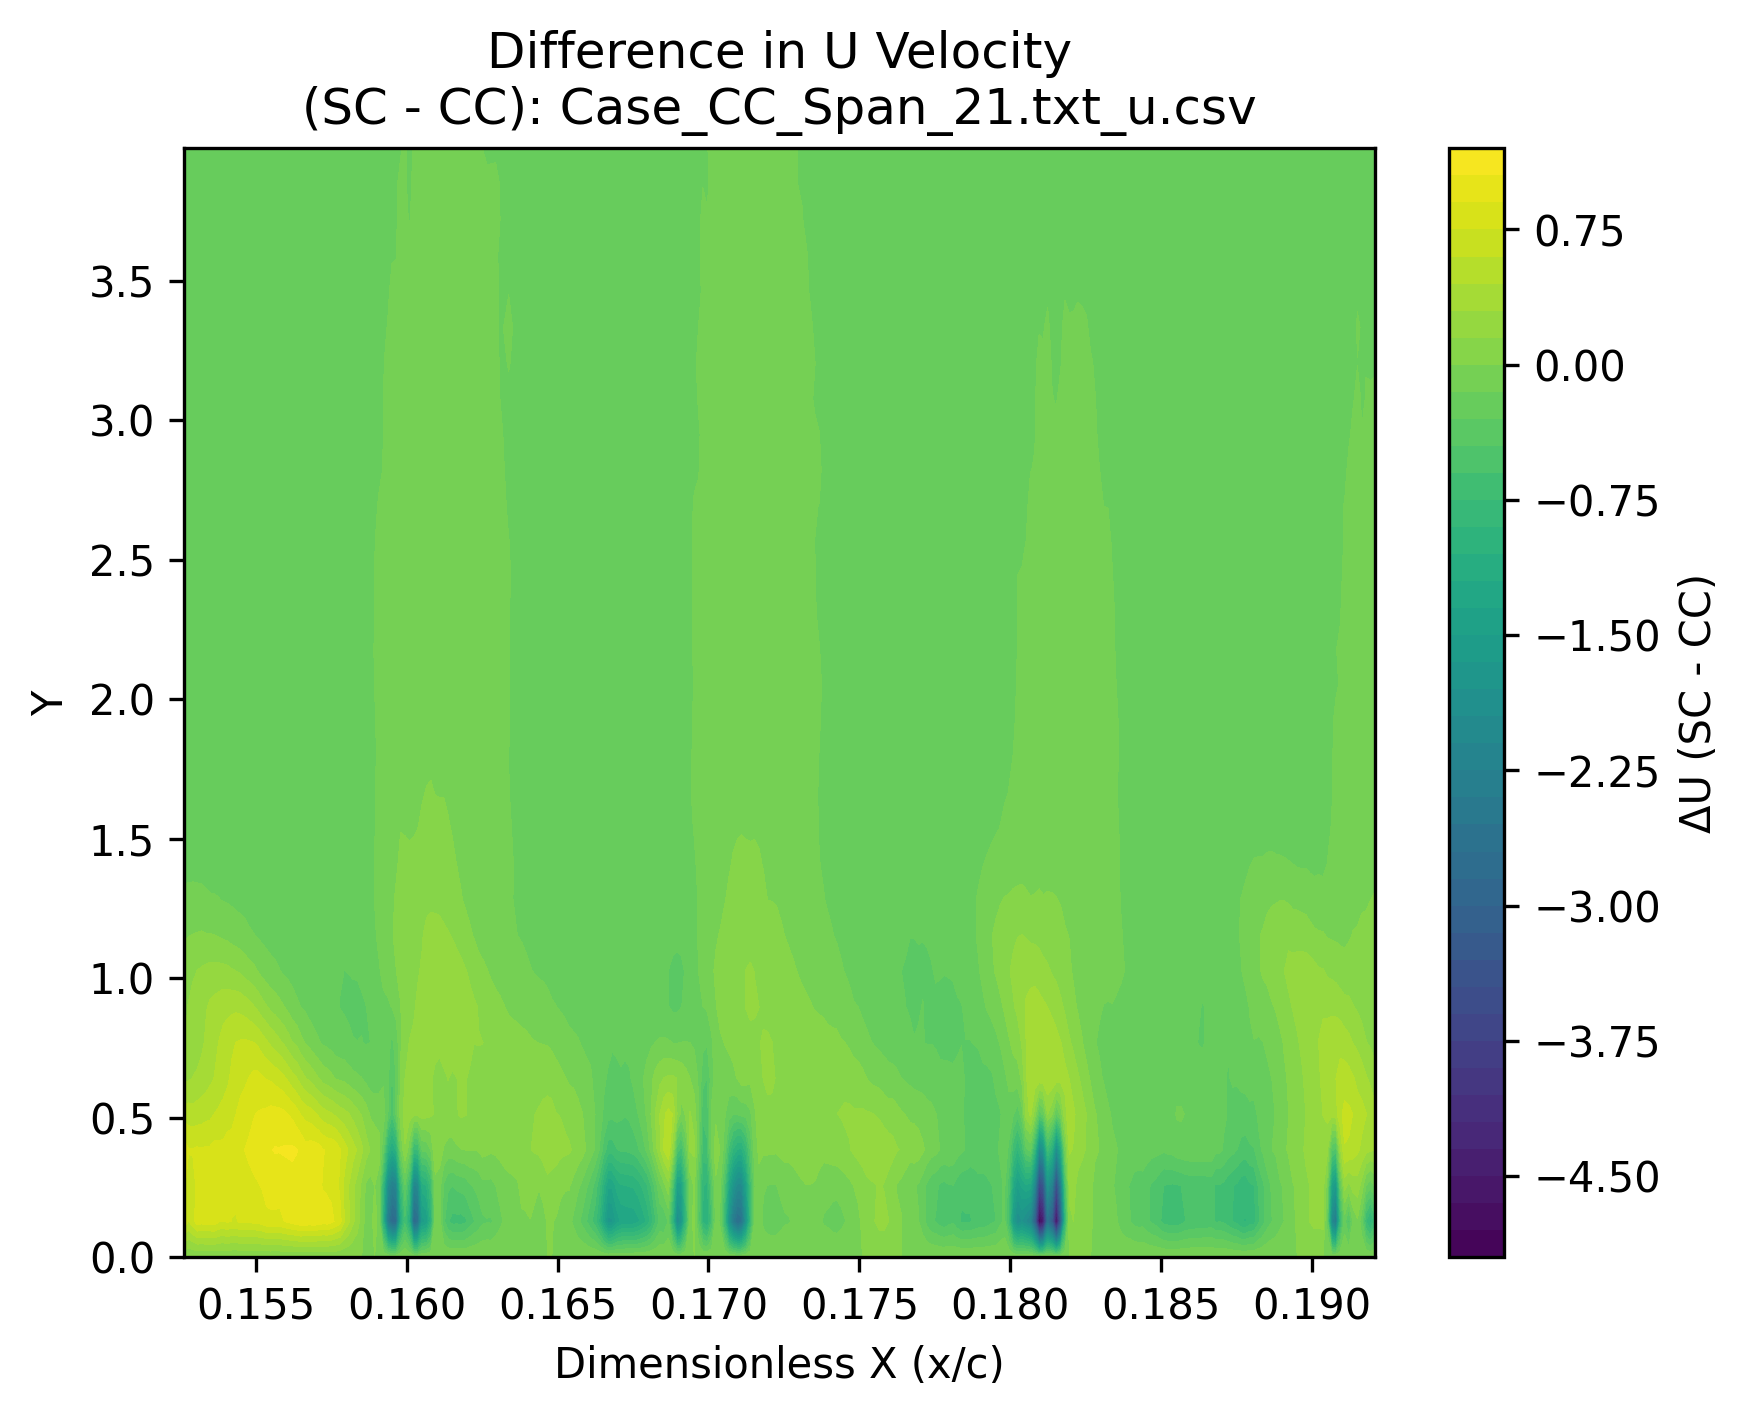 Difference in U Velocity
(SC - CC): Case_CC_Span_21.txt_u.csv
Y
3.5
3.0
2.5
2.0
1.5
1.0
0.5
0.0
0.155 0.160 0.165 0.170 0.175 0.180 0.185 0.190
Dimensionless X (x/c)
0.75
0.00
−0.75
−1.50
−2.25
−3.00
−3.75
−4.50
ΔU (SC - CC)